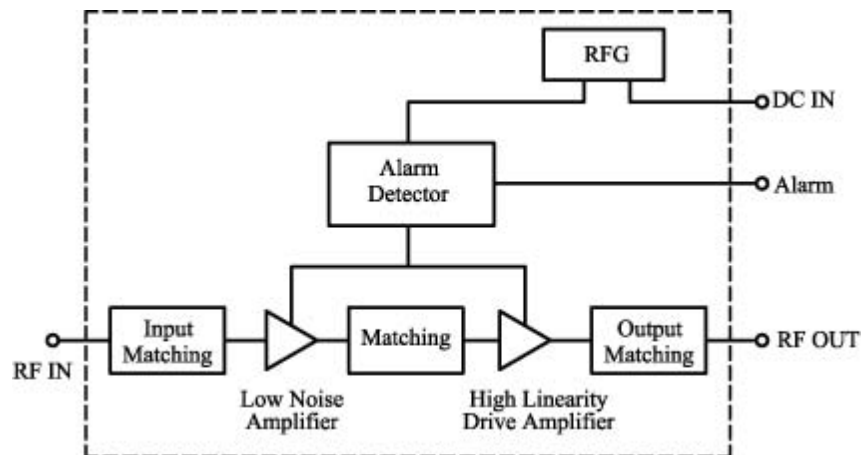 RFG
DC IN
Alarm
Detector
Alarm
Input
Matching
Matching
Output
Matching
RF IN
RF OUT
Low Noise
Amplifier
High Linearity
Drive Amplifier